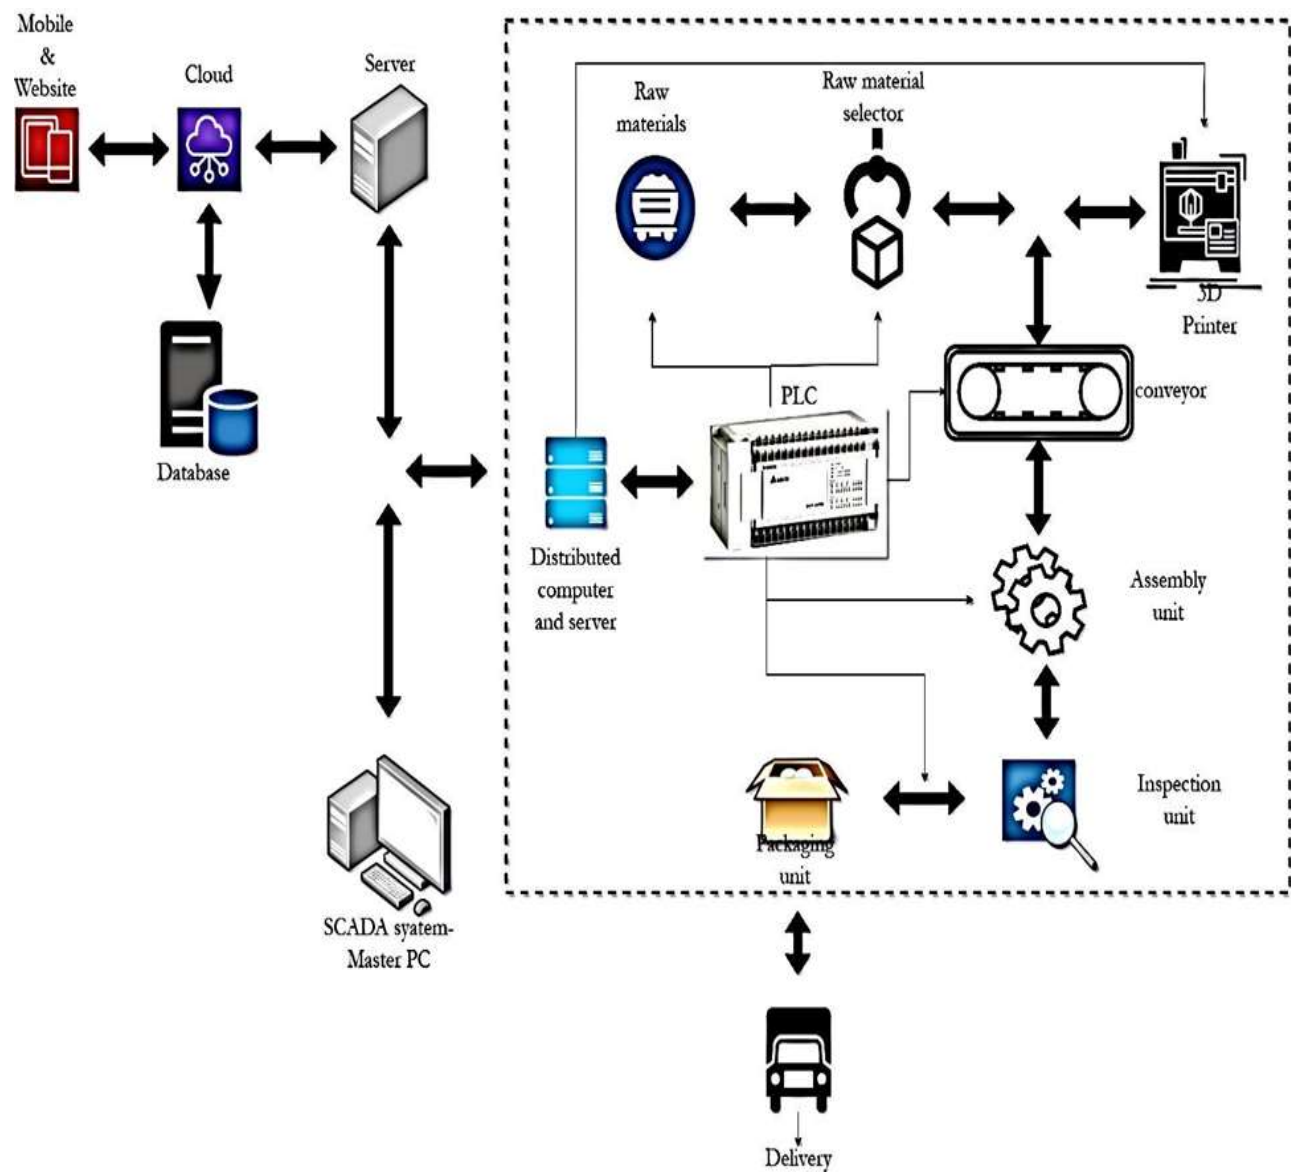 Mobile
&
Website
Cloud
Server
Raw
materials
Raw material
selector
3D
Printer
Database
PLC
conveyor
Distributed
computer
and server
Assembly
unit
Inspection
unit
Packaging
unit
SCADA syatem-
Master PC
Delivery